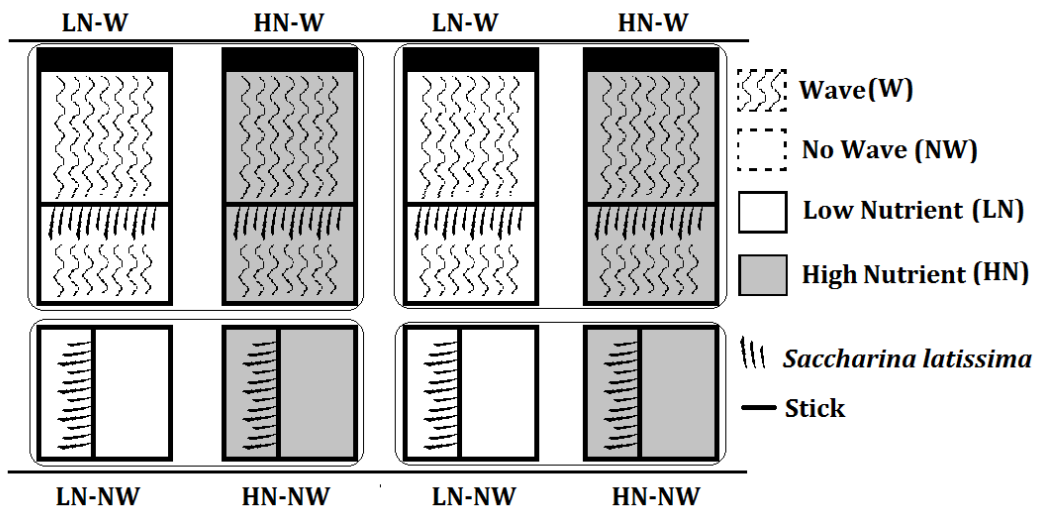 LN-W HN-W LN-W HN-W
Wave(W)
No Wave (NW)
Low Nutrient (LN)
High Nutrient (HN)
Saccharina latissima
Stick
LN-NW HN-NW LN-NW HN-NW